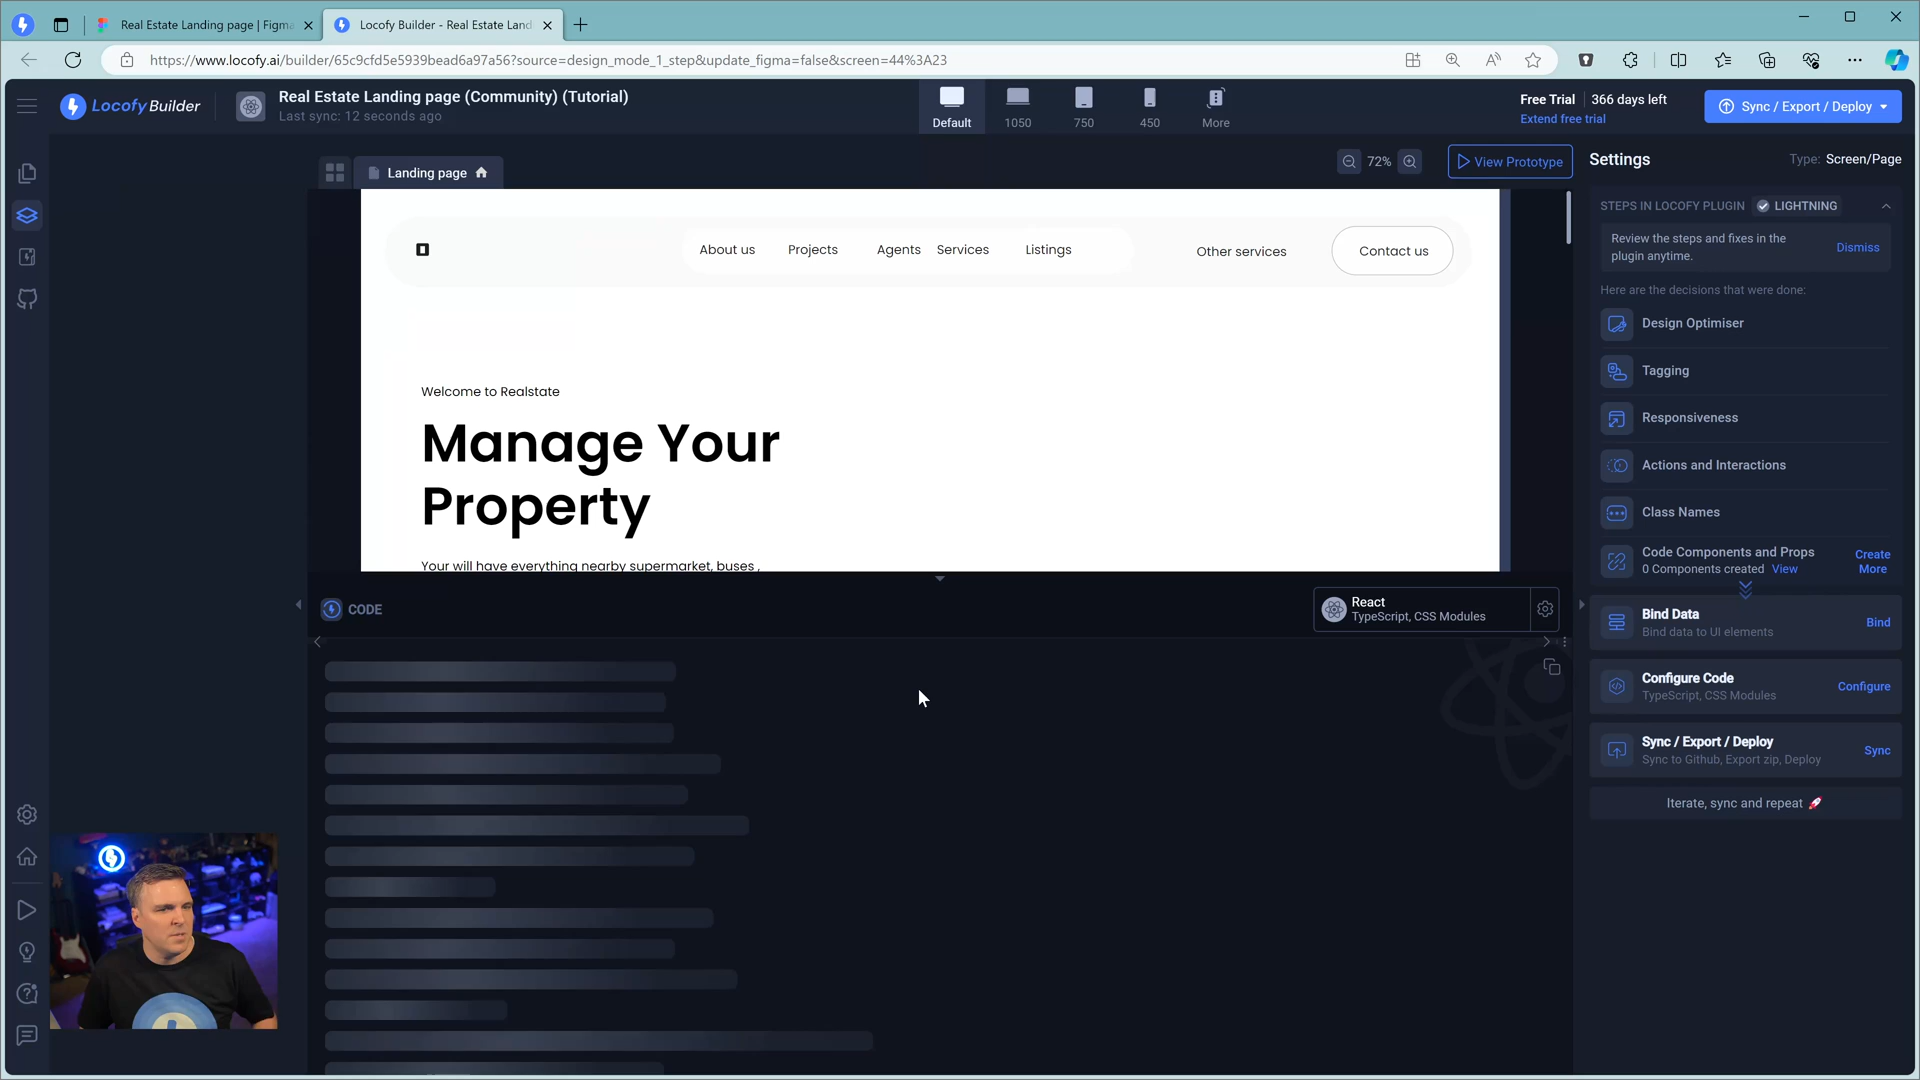 Real Estate Landing page | Figma
Locofy Builder - Real Estate Land
https://www.locofy.ai/builder/65c9cfd5e5939bead6a97a56?source=design_mode_1_step&update_figma=false&screen=44%3A23
Locofy Builder
Real Estate Landing page (Community) (Tutorial)
Last sync: 12 seconds ago
Default
1050
750
450
More
Free Trial
366 days left
Extend free trial
Sync / Export / Deploy
Landing page
72%
View Prototype
Settings
Type: Screen/Page
About us
Projects
Agents
Services
Listings
Other services
Contact us
Welcome to Realstate
Manage Your
Property
Your will have everything nearby supermarket, buses ,
STEPS IN LOCOFY PLUGIN
LIGHTNING
Review the steps and fixes in the
plugin anytime.
Dismiss
Here are the decisions that were done:
Design Optimiser
Tagging
Responsiveness
Actions and Interactions
Class Names
Code Components and Props
0 Components created View
Create
More
CODE
React
TypeScript, CSS Modules
Bind Data
Bind data to UI elements
Bind
Configure Code
TypeScript, CSS Modules
Configure
Sync / Export / Deploy
Sync to Github, Export zip, Deploy
Sync
Iterate, sync and repeat 🚀